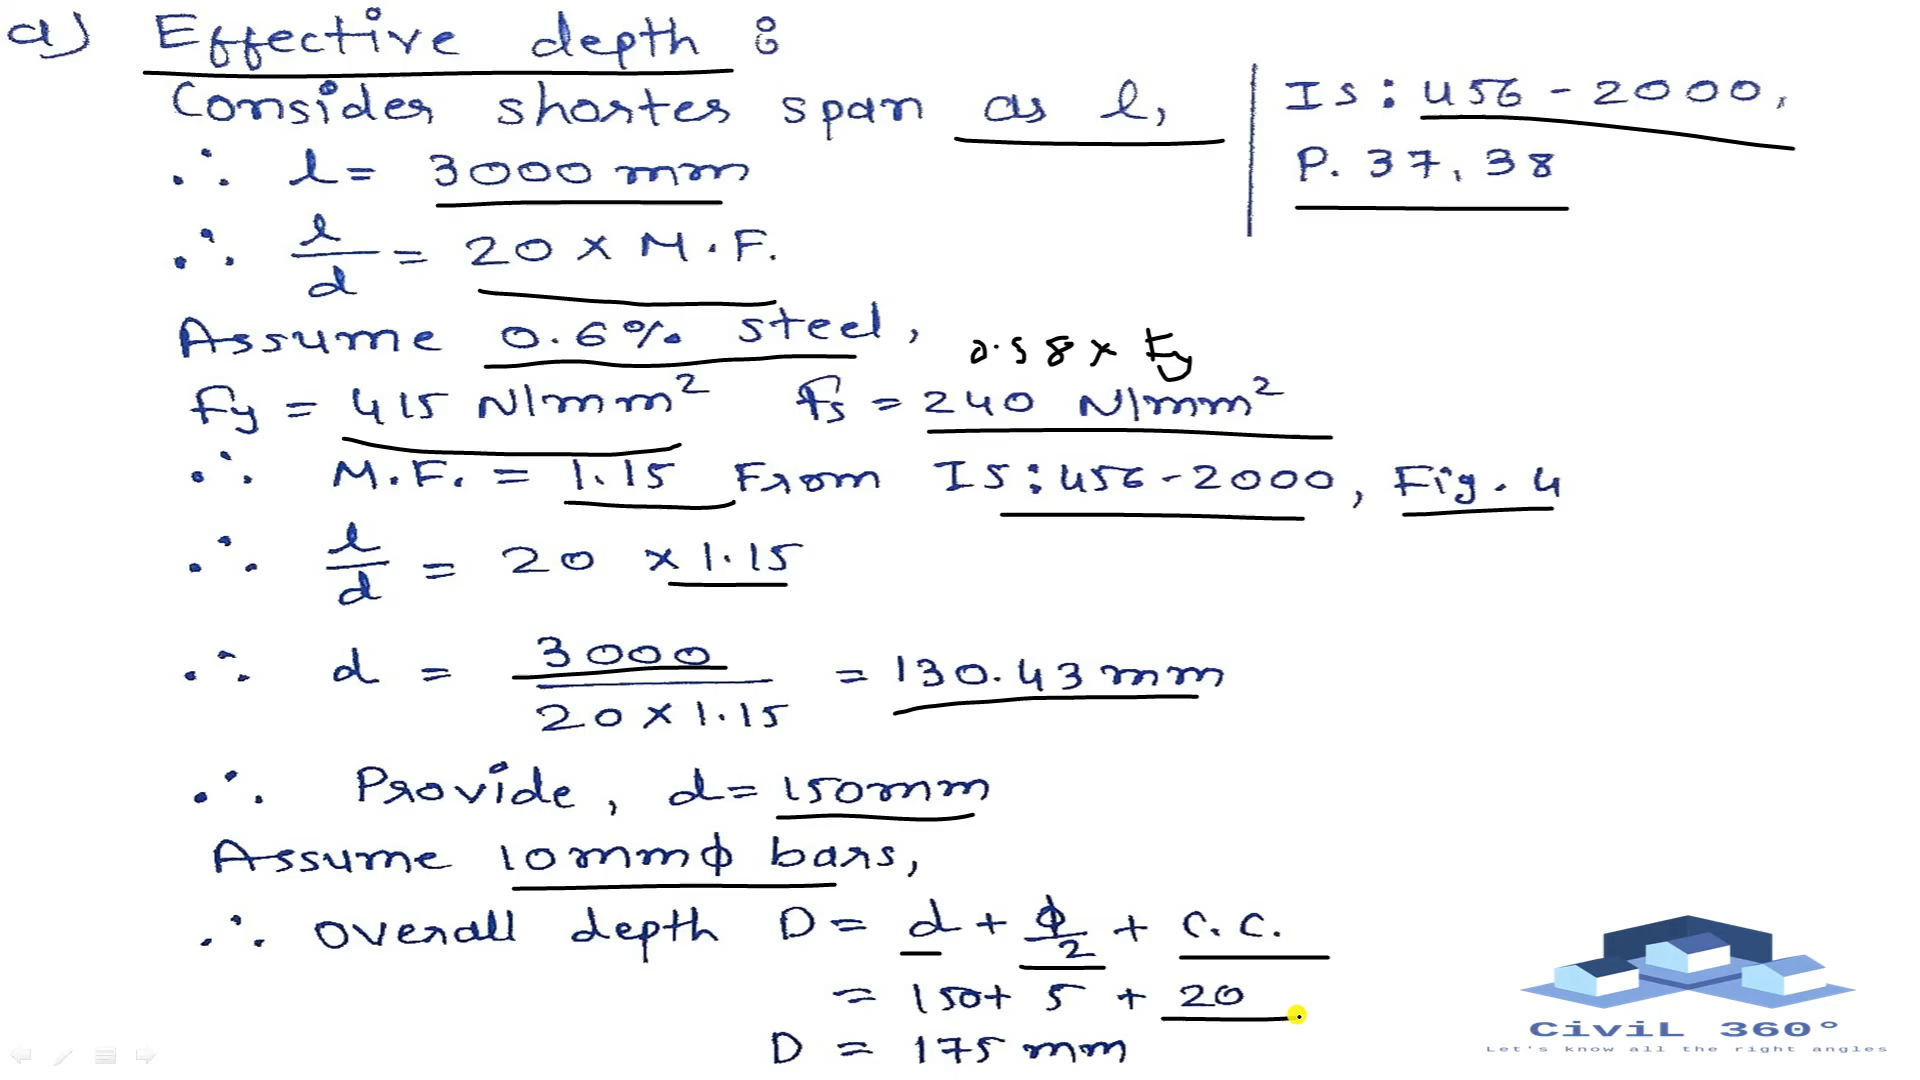 a) Effective depth :
Consider shorter span as l,
IS : 456 - 2000,
P. 37, 38
∴ l = 3000 mm
∴ l/d = 20 × M.F.
Assume 0.6% steel,
0.58 × fy
Fy = 415 N/mm² fs = 240 N/mm²
∴ M.F. = 1.15 From IS : 456 - 2000, Fig. 4
∴ l/d = 20 × 1.15
∴ d = 3000 / 20 × 1.15 = 130.43 mm
∴ Provide, d = 150mm
Assume 10mm ϕ bars,
∴ overall depth D = d + ϕ/2 + C.C.
= 150 + 5 + 20
D = 175 mm
CiviL 360°
Let's know all the right angles